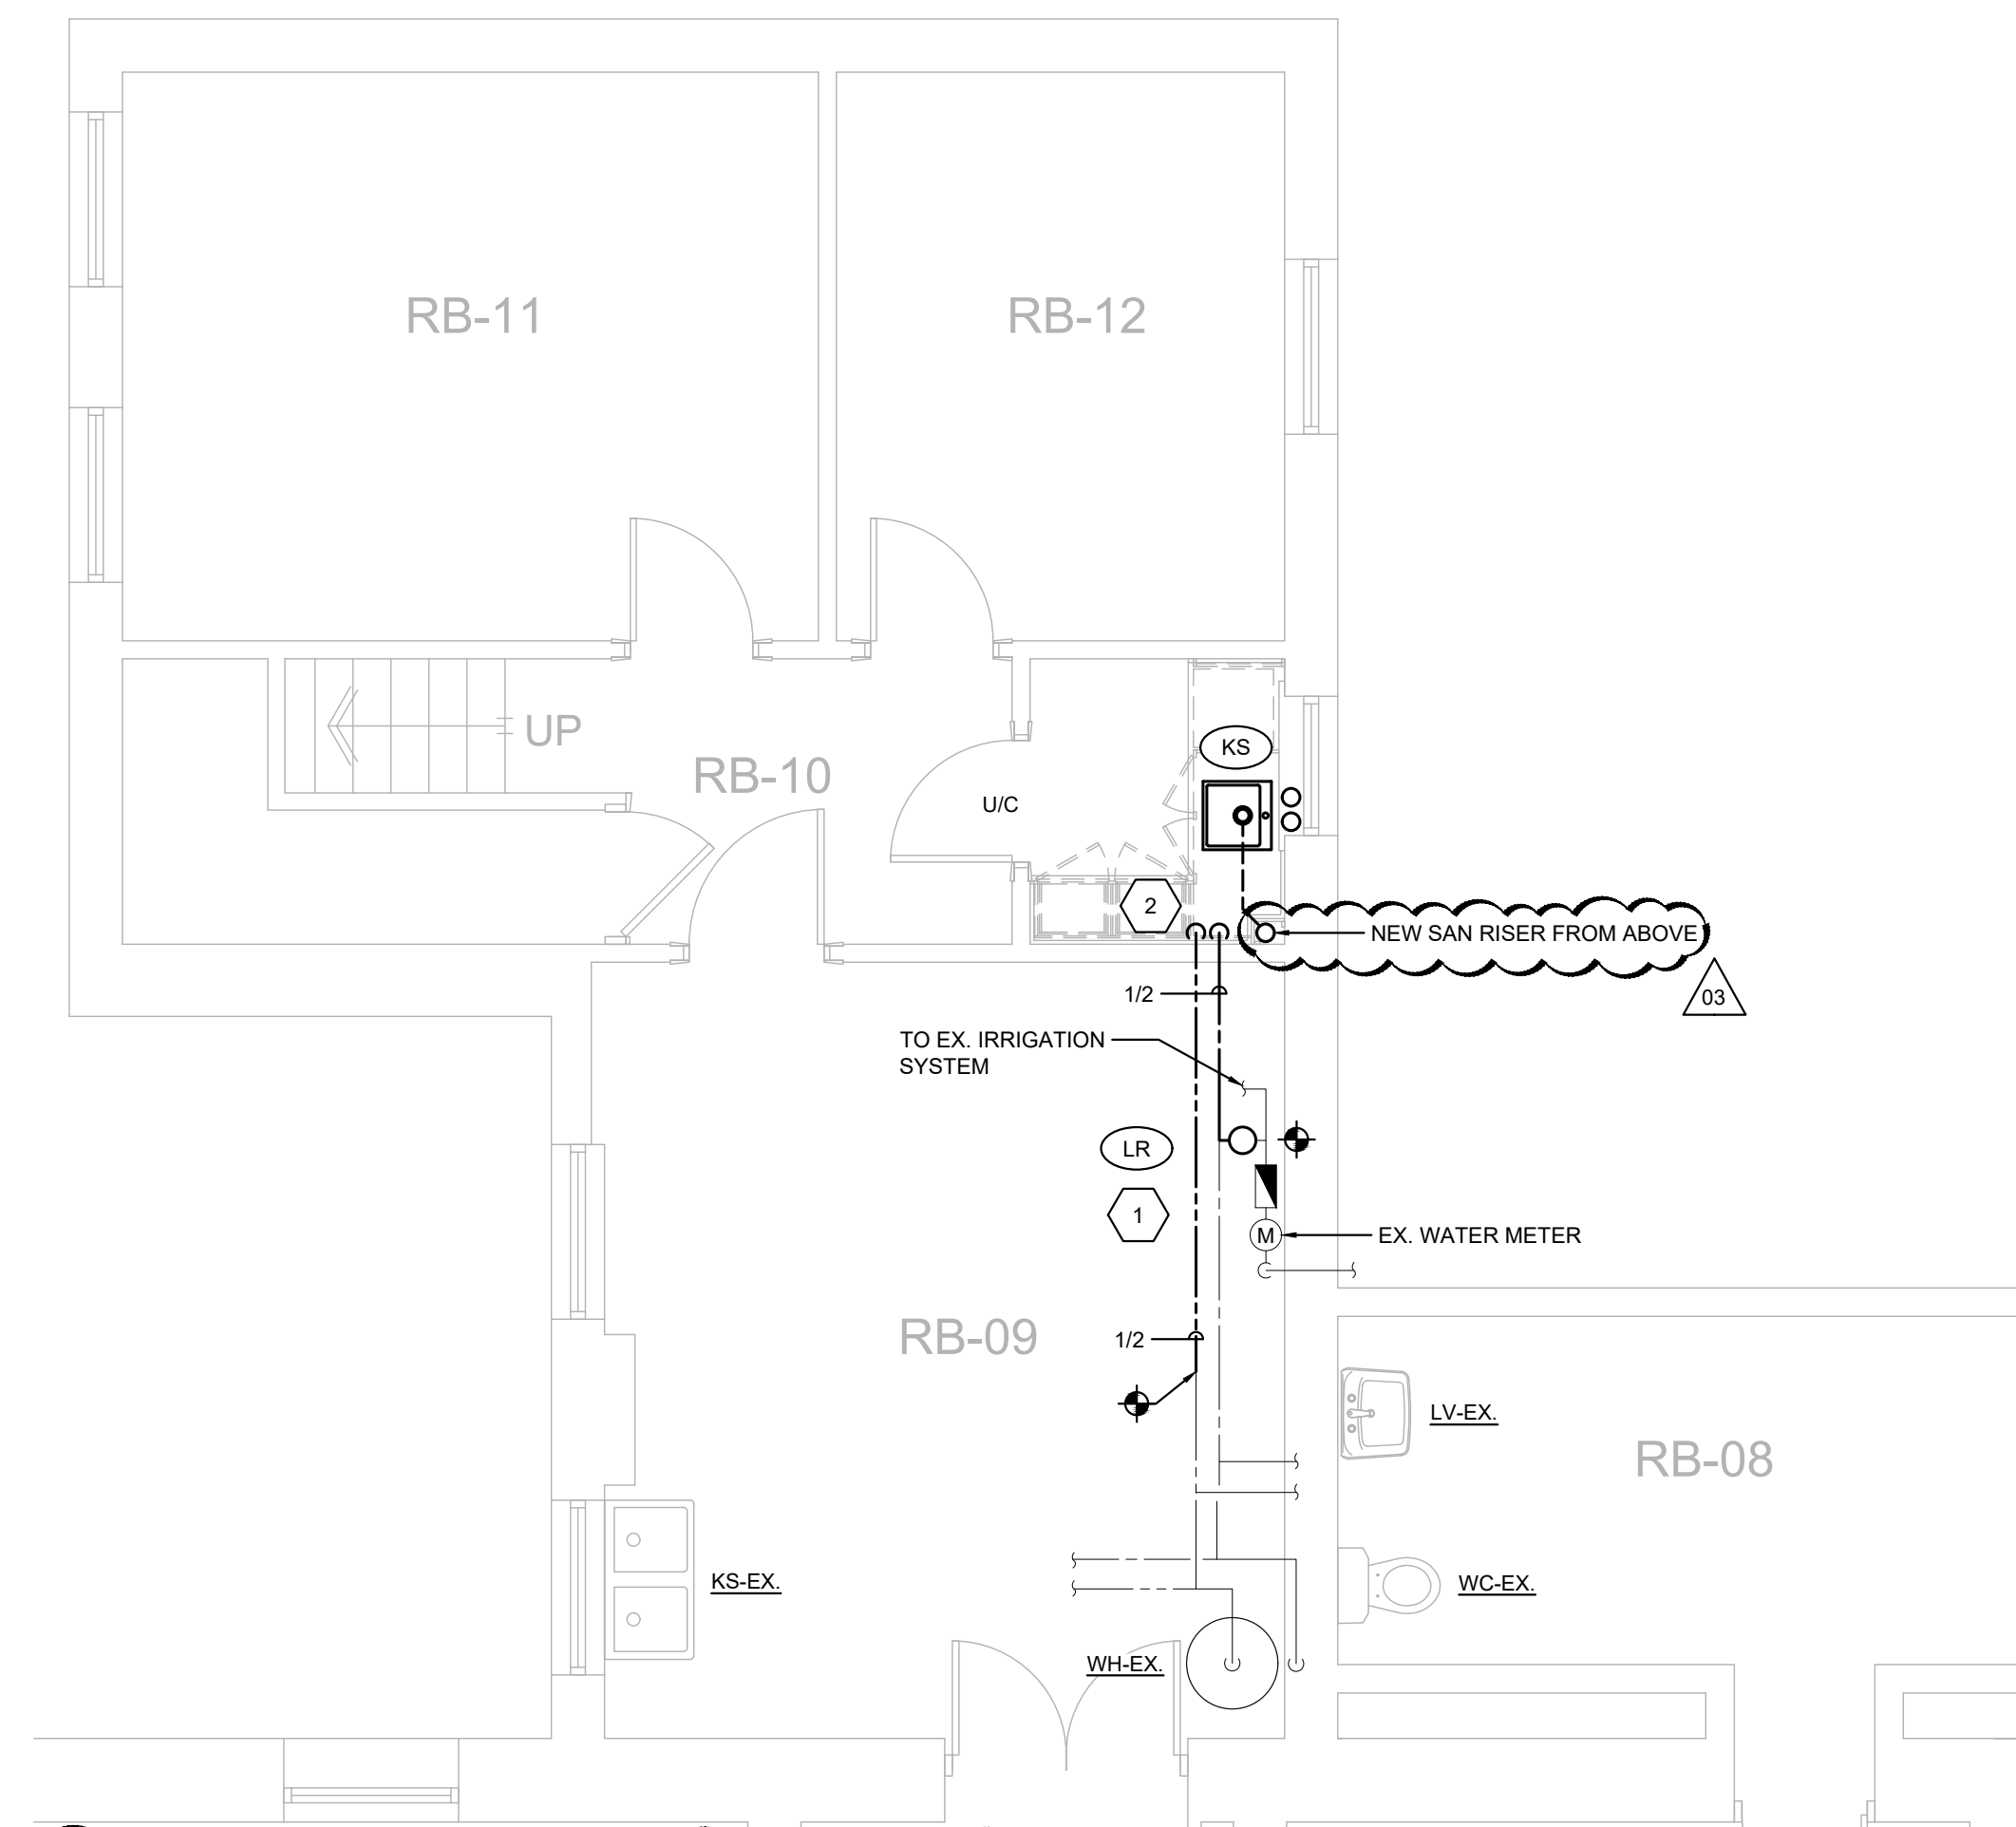 RB-11
RB-12
UP
RB-10
KS
U/C
2
NEW SAN RISER FROM ABOVE
1/2
03
TO EX. IRRIGATION
SYSTEM
LR
1
M
EX. WATER METER
RB-09
1/2
LV-EX.
RB-08
KS-EX.
WC-EX.
WH-EX.